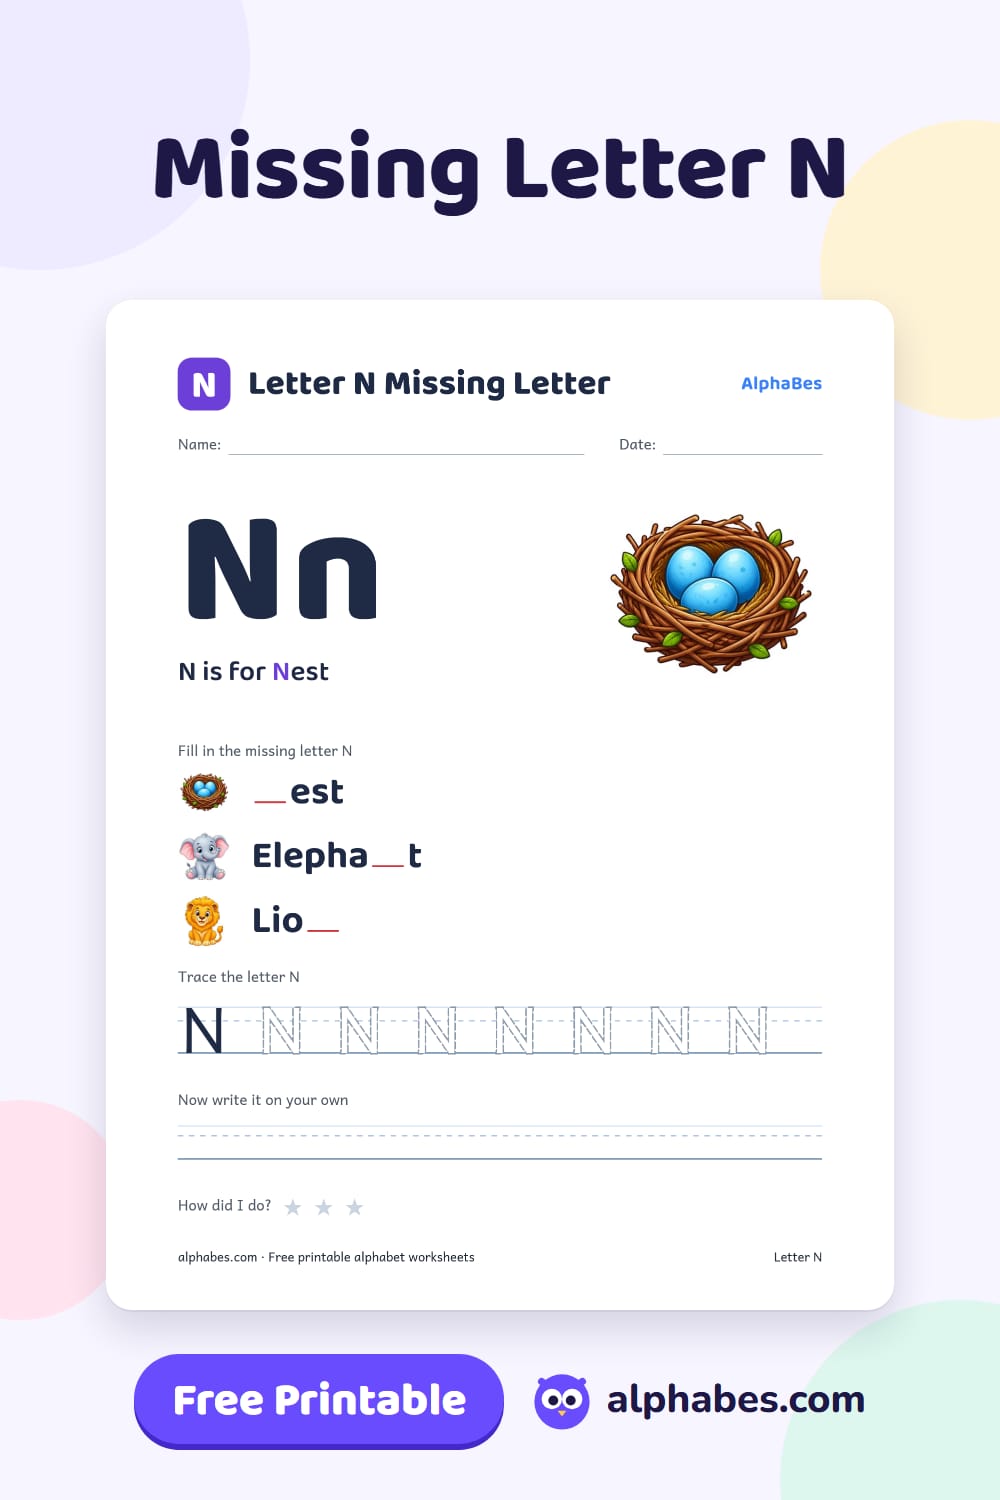 Missing Letter N
N Letter N Missing Letter AlphaBes
Name: Date:
Nn
N is for Nest
Fill in the missing letter N
__est
Elepha__t
Lio__
Trace the letter N
N N N N N N N N
Now write it on your own
How did I do?
alphabes.com · Free printable alphabet worksheets Letter N
Free Printable alphabes.com